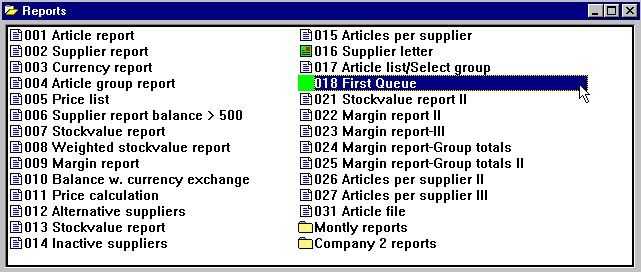 Reports
001 Article report
002 Supplier report
003 Currency report
004 Article group report
005 Price list
006 Supplier report balance > 500
007 Stockvalue report
008 Weighted stockvalue report
009 Margin report
010 Balance w. currency exchange
011 Price calculation
012 Alternative suppliers
013 Stockvalue report
014 Inactive suppliers
015 Articles per supplier
016 Supplier letter
017 Article list/Select group
018 First Queue
021 Stockvalue report II
022 Margin report II
023 Margin report-III
024 Margin report-Group totals
025 Margin report-Group totals II
026 Articles per supplier II
027 Articles per supplier III
031 Article file
Montly reports
Company 2 reports